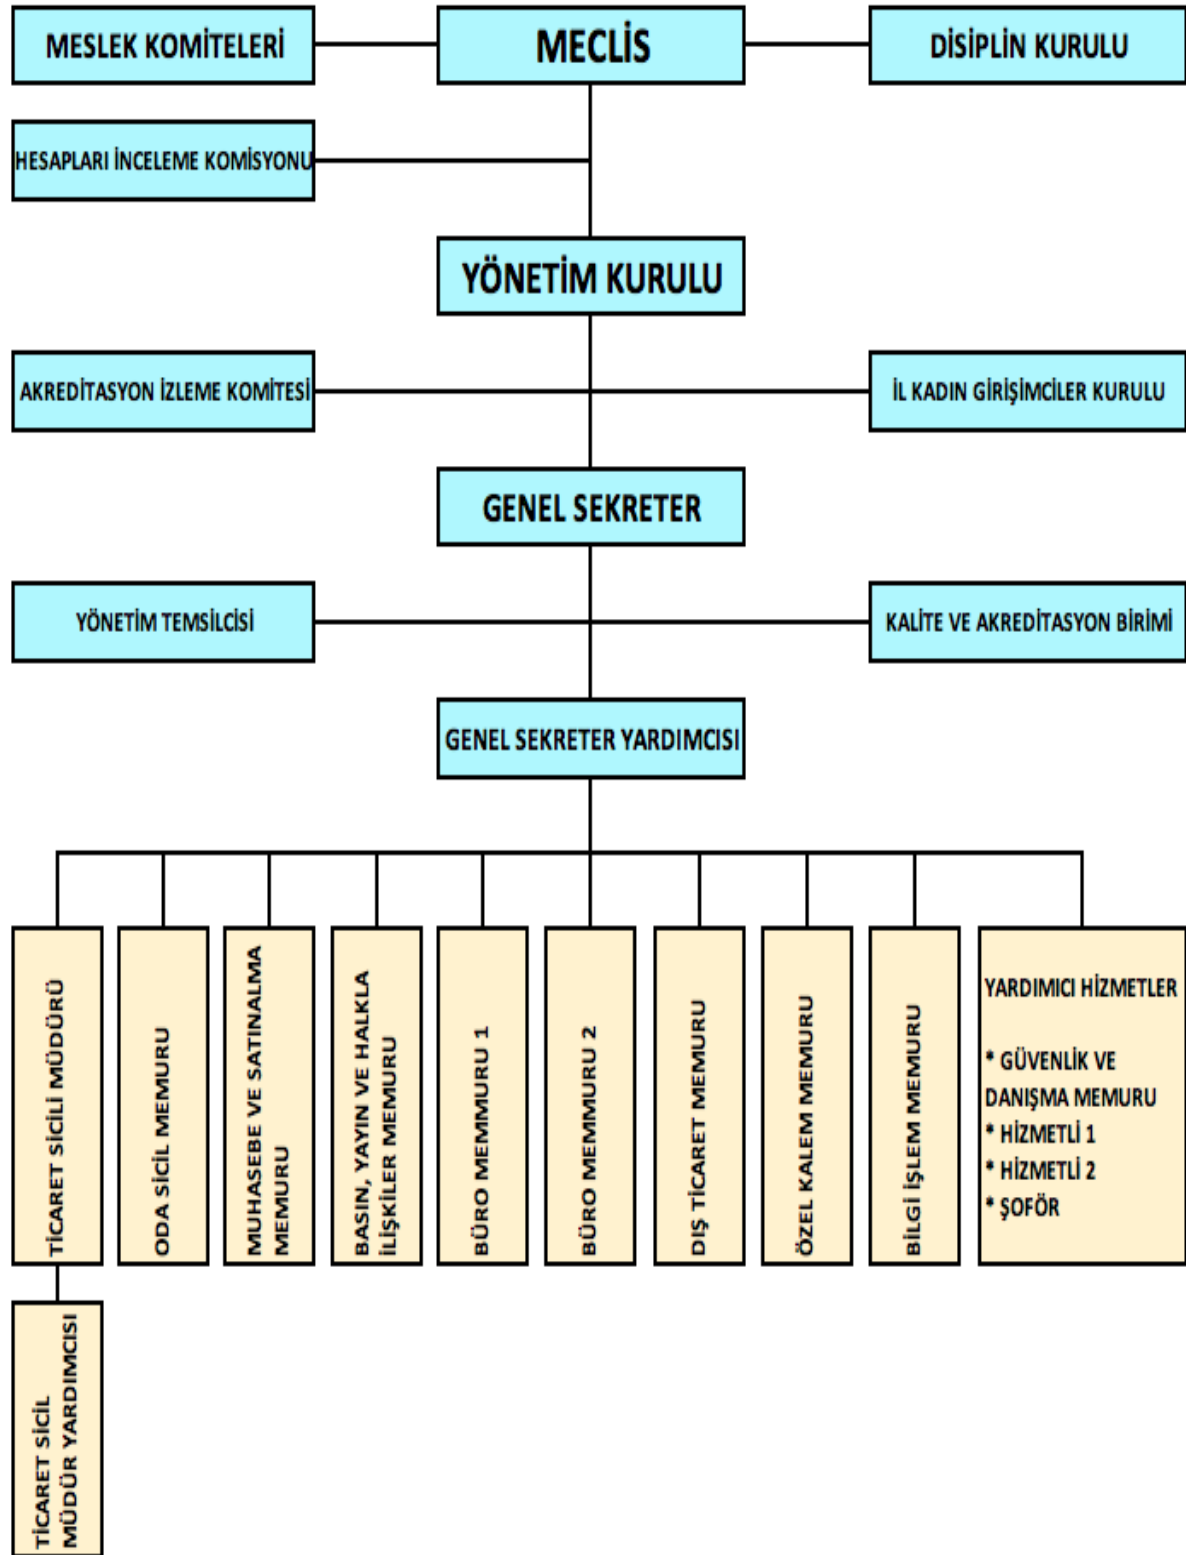 MESLEK KOMİTELERİ
MECLİS
DİSİPLİN KURULU
HESAPLARI İNCELEME KOMİSYONU
YÖNETİM KURULU
AKREDİTASYON İZLEME KOMİTESİ
İL KADIN GİRİŞİMCİLER KURULU
GENEL SEKRETER
YÖNETİM TEMSİLCİSİ
KALİTE VE AKREDİTASYON BİRİMİ
GENEL SEKRETER YARDIMCISI
TİCARET SİCİLİ MÜDÜRÜ
ODA SİCİL MEMURU
MUHASEBE VE SATINALMA
MEMURU
BASIN, YAYIN VE HALKLA
İLİŞKİLER MEMURU
BÜRO MEMMURU 1
BÜRO MEMMURU 2
DIŞ TİCARET MEMURU
ÖZEL KALEM MEMURU
BİLGİ İŞLEM MEMURU
YARDIMCI HİZMETLER
* GÜVENLİK VE
DANIŞMA MEMURU
* HİZMETLİ 1
* HİZMETLİ 2
* ŞOFÖR
TİCARET SİCİL
MÜDÜR YARDIMCISI